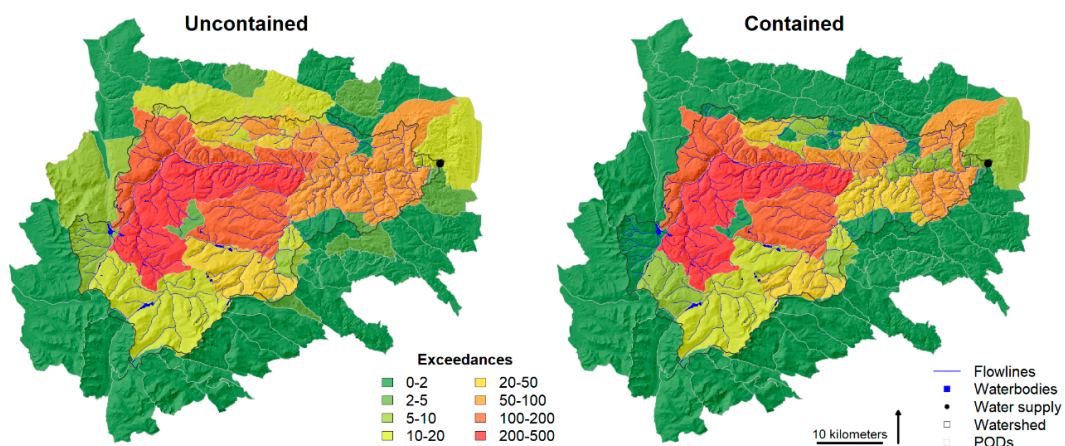 Uncontained
Contained
Exceedances
0-2
2-5
5-10
10-20
20-50
50-100
100-200
200-500
10 kilometers
Flowlines
Waterbodies
Water supply
Watershed
PODs